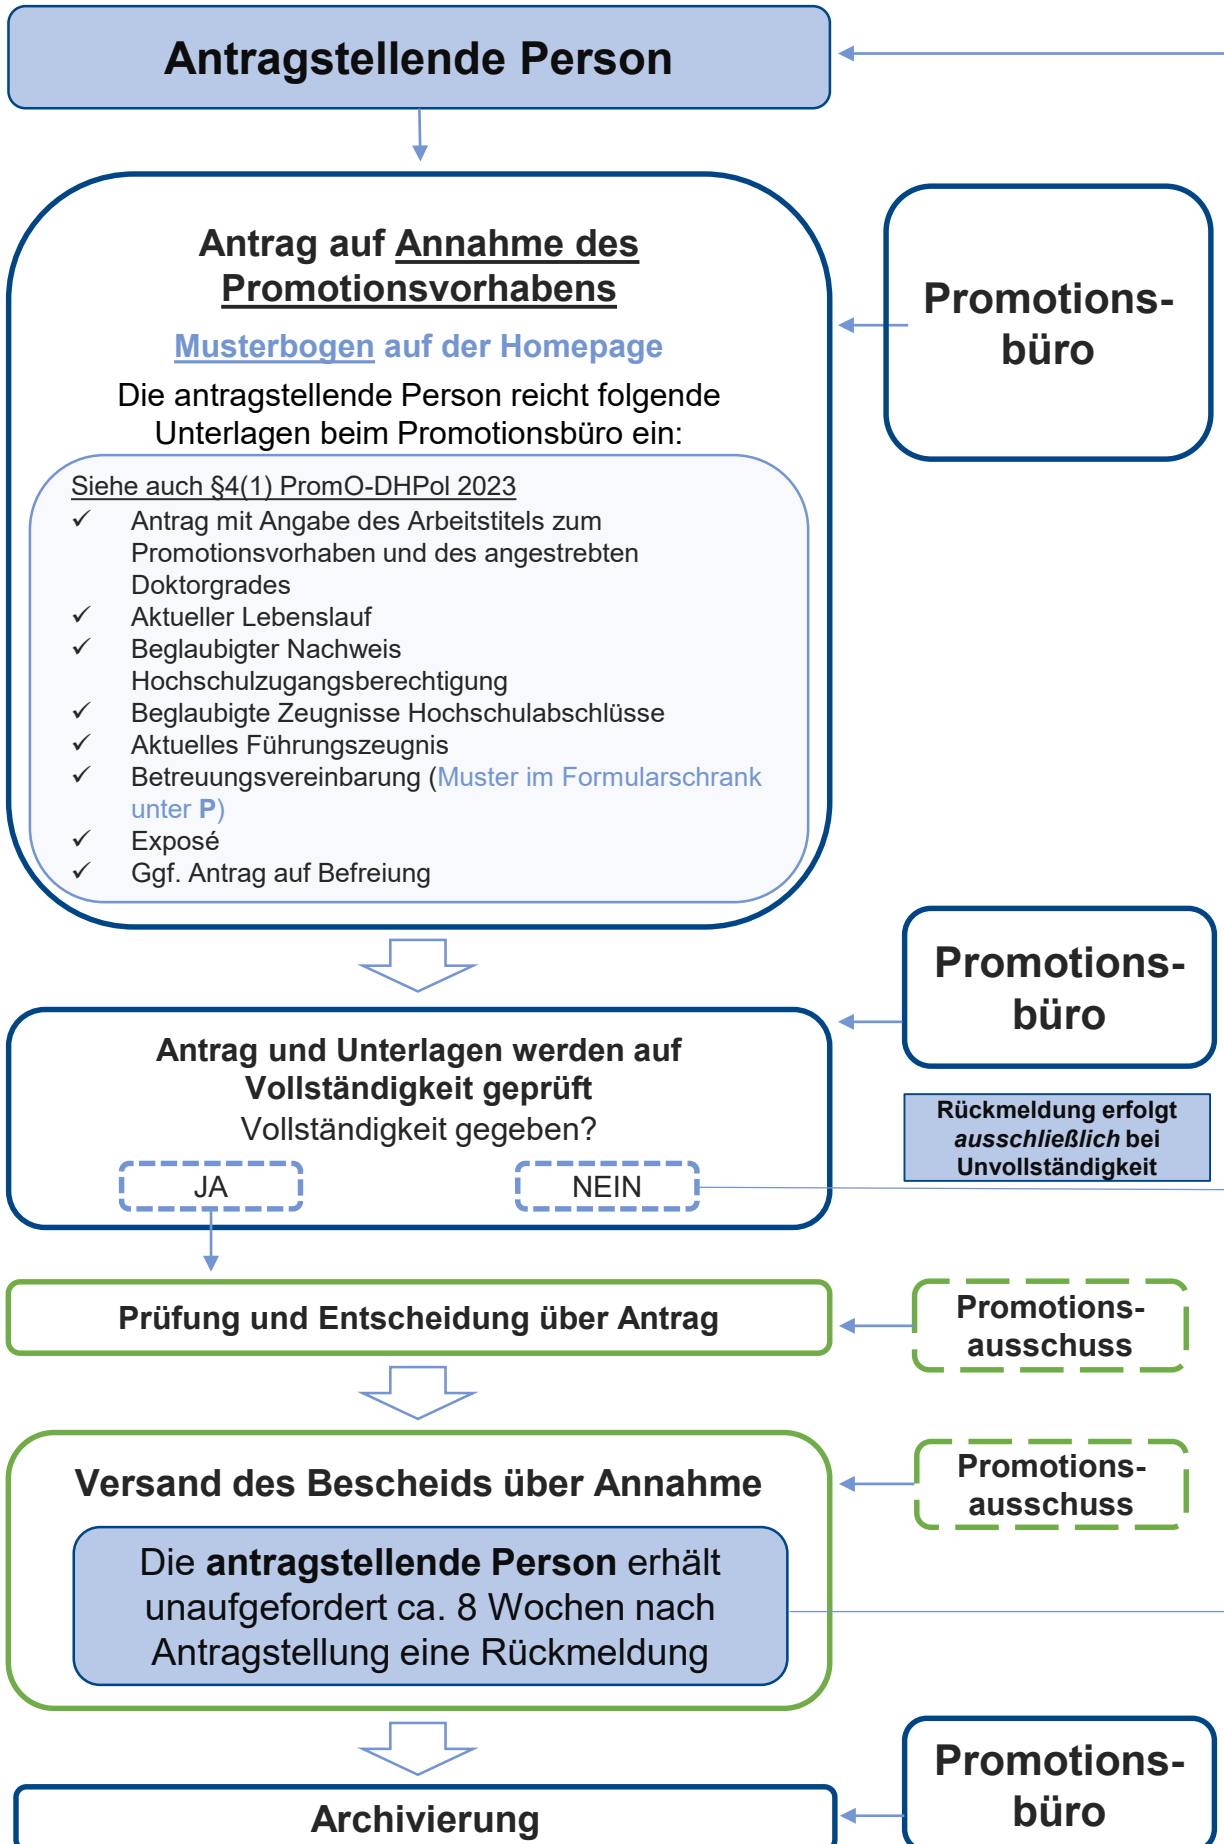 Antragstellende Person
Antrag auf Annahme des
Promotionsvorhabens
Musterbogen auf der Homepage
Die antragstellende Person reicht folgende
Unterlagen beim Promotionsbüro ein:
Promotions-
büro
Siehe auch §4(1) PromO-DHPol 2023
✓ Antrag mit Angabe des Arbeitstitels zum
Promotionsvorhaben und des angestrebten
Doktorgrades
✓ Aktueller Lebenslauf
✓ Beglaubigter Nachweis
Hochschulzugangsberechtigung
✓ Beglaubigte Zeugnisse Hochschulabschlüsse
✓ Aktuelles Führungszeugnis
✓ Betreuungsvereinbarung (Muster im Formularschrank
unter P)
✓ Exposé
✓ Ggf. Antrag auf Befreiung
Promotions-
büro
Antrag und Unterlagen werden auf
Vollständigkeit geprüft
Vollständigkeit gegeben?
JA
NEIN
Rückmeldung erfolgt
ausschließlich bei
Unvollständigkeit
Prüfung und Entscheidung über Antrag
Promotions-
ausschuss
Versand des Bescheids über Annahme
Promotions-
ausschuss
Die antragstellende Person erhält
unaufgefordert ca. 8 Wochen nach
Antragstellung eine Rückmeldung
Archivierung
Promotions-
büro